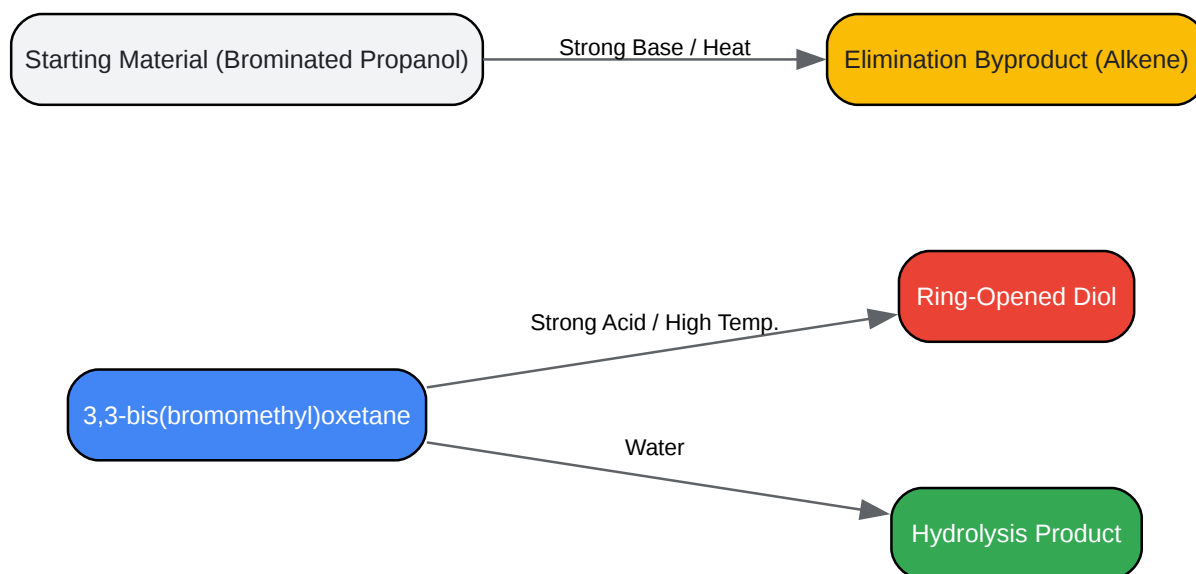 Starting Material (Brominated Propanol)
Strong Base / Heat
Elimination Byproduct (Alkene)
Ring-Opened Diol
Strong Acid / High Temp.
3,3-bis(bromomethyl)oxetane
Water
Hydrolysis Product